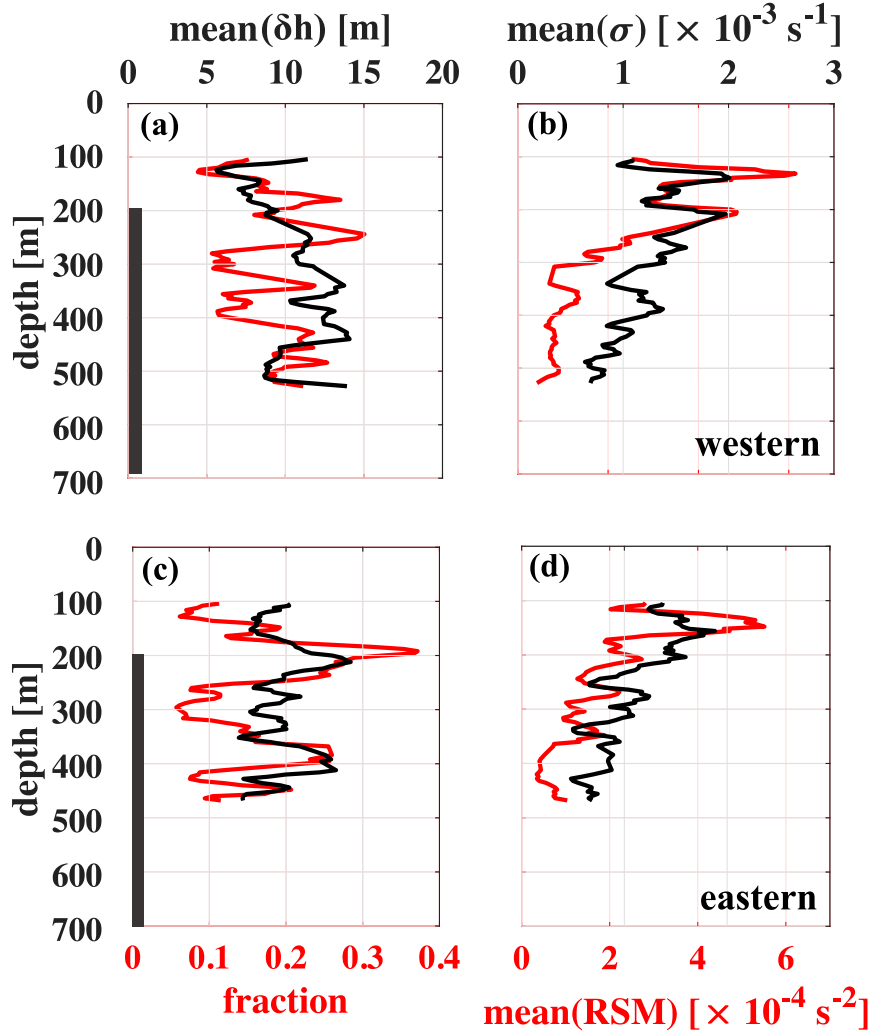 mean(δh) [m] mean(σ) [ × 10⁻³ s⁻¹]
0 5 10 15 20 0 1 2 3
0
(a) (b)
100
200
300
400
500
600
700
depth [m]
western
0
(c) (d)
100
200
300
400
500
600
700
depth [m]
eastern
0 0.1 0.2 0.3 0.4 0 2 4 6
fraction mean(RSM) [ × 10⁻⁴ s⁻²]